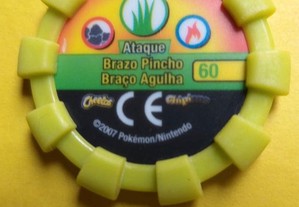 Ataque
Brazo Pincho
Braço Agulha 60
Cheetos
CE
©2007 Pokémon/Nintendo